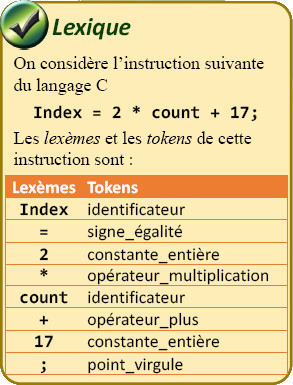 Lexique
On considère l'instruction suivante
du langage C
Index = 2 * count + 17;
Les lexèmes et les tokens de cette
instruction sont :
Lexèmes Tokens
Index identificateur
= signe_égalité
2 constante_entière
* opérateur_multiplication
count identificateur
+ opérateur_plus
17 constante_entière
; point_virgule